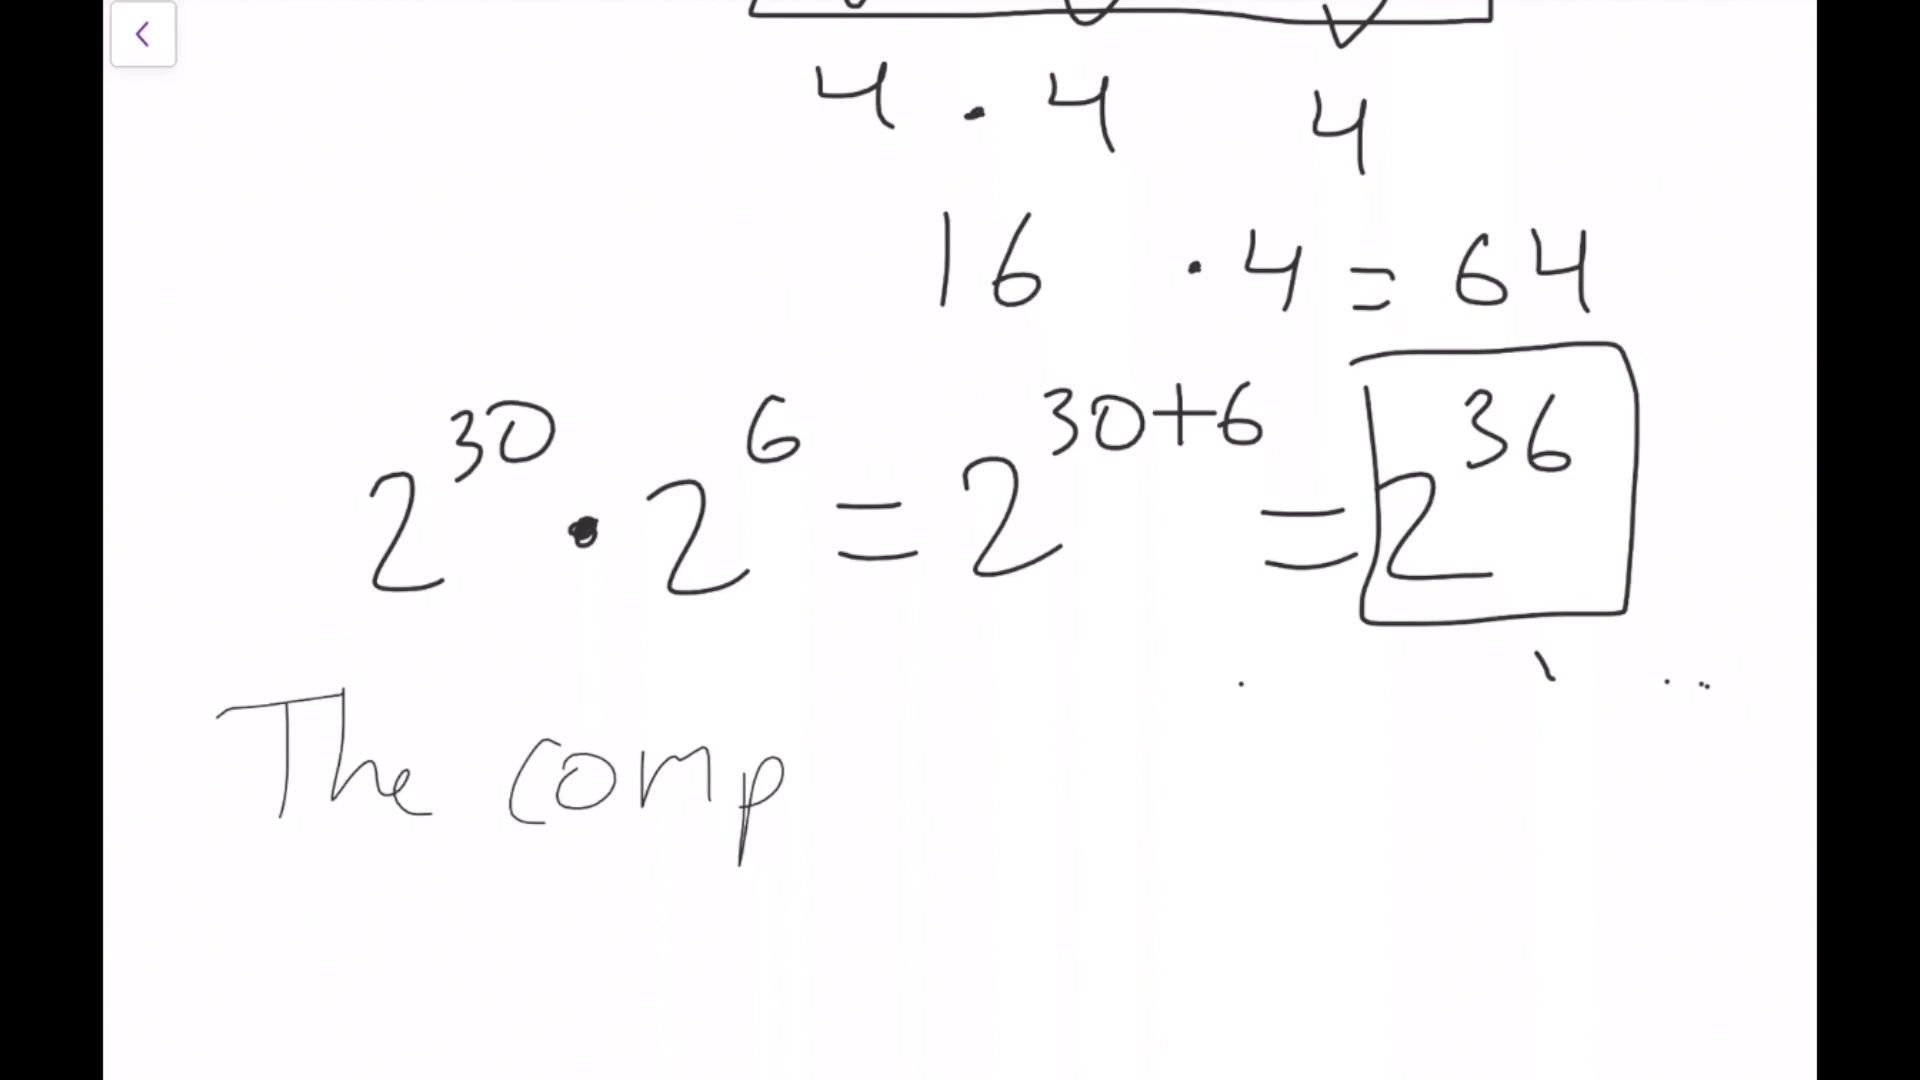 4 · 4 4
16 · 4 = 64
2^30 · 2^6 = 2^30+6 = 2^36
The comp